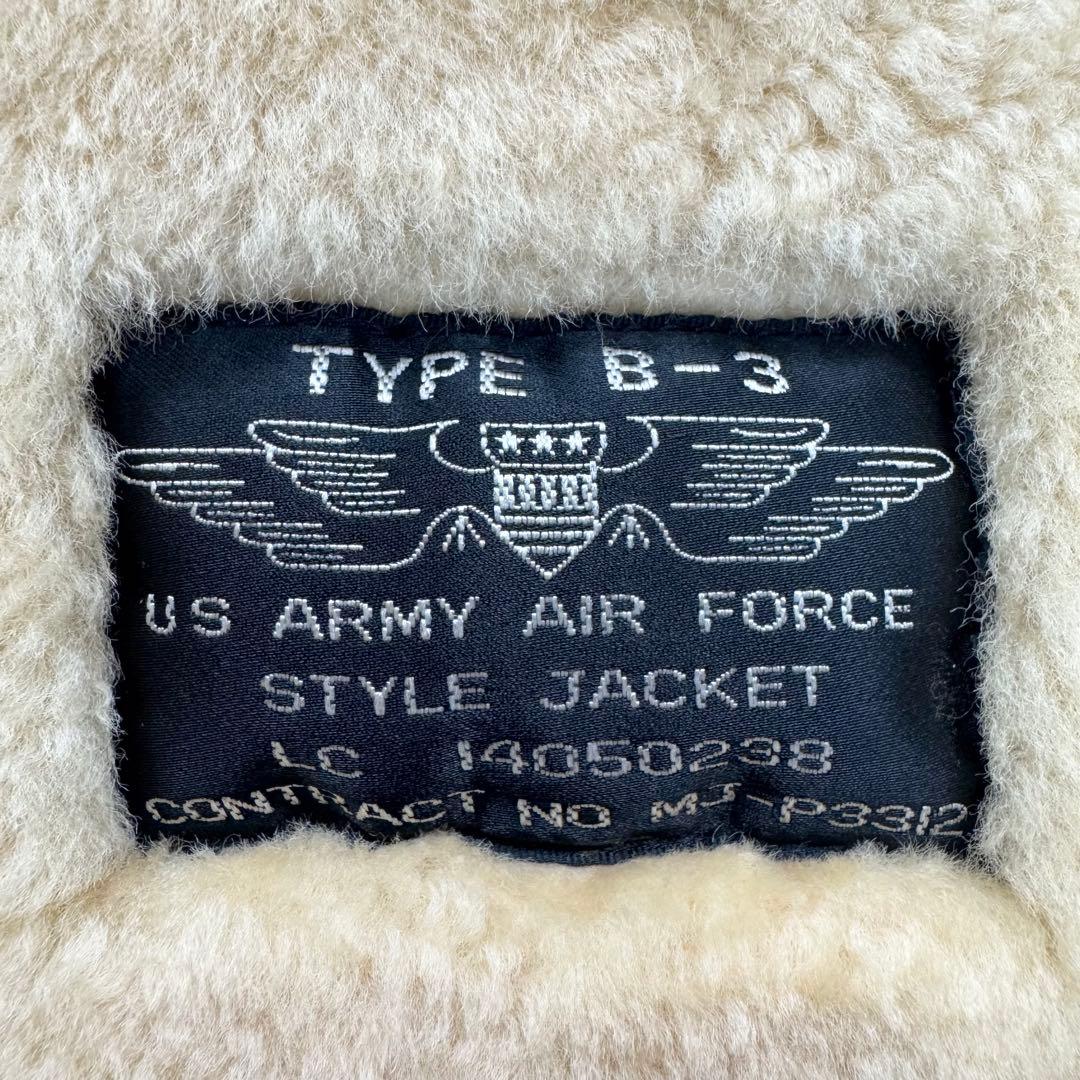 TYPE B-3
US ARMY AIR FORCE
STYLE JACKET
LC 14050238
CONTRACT NO MJ-P3312